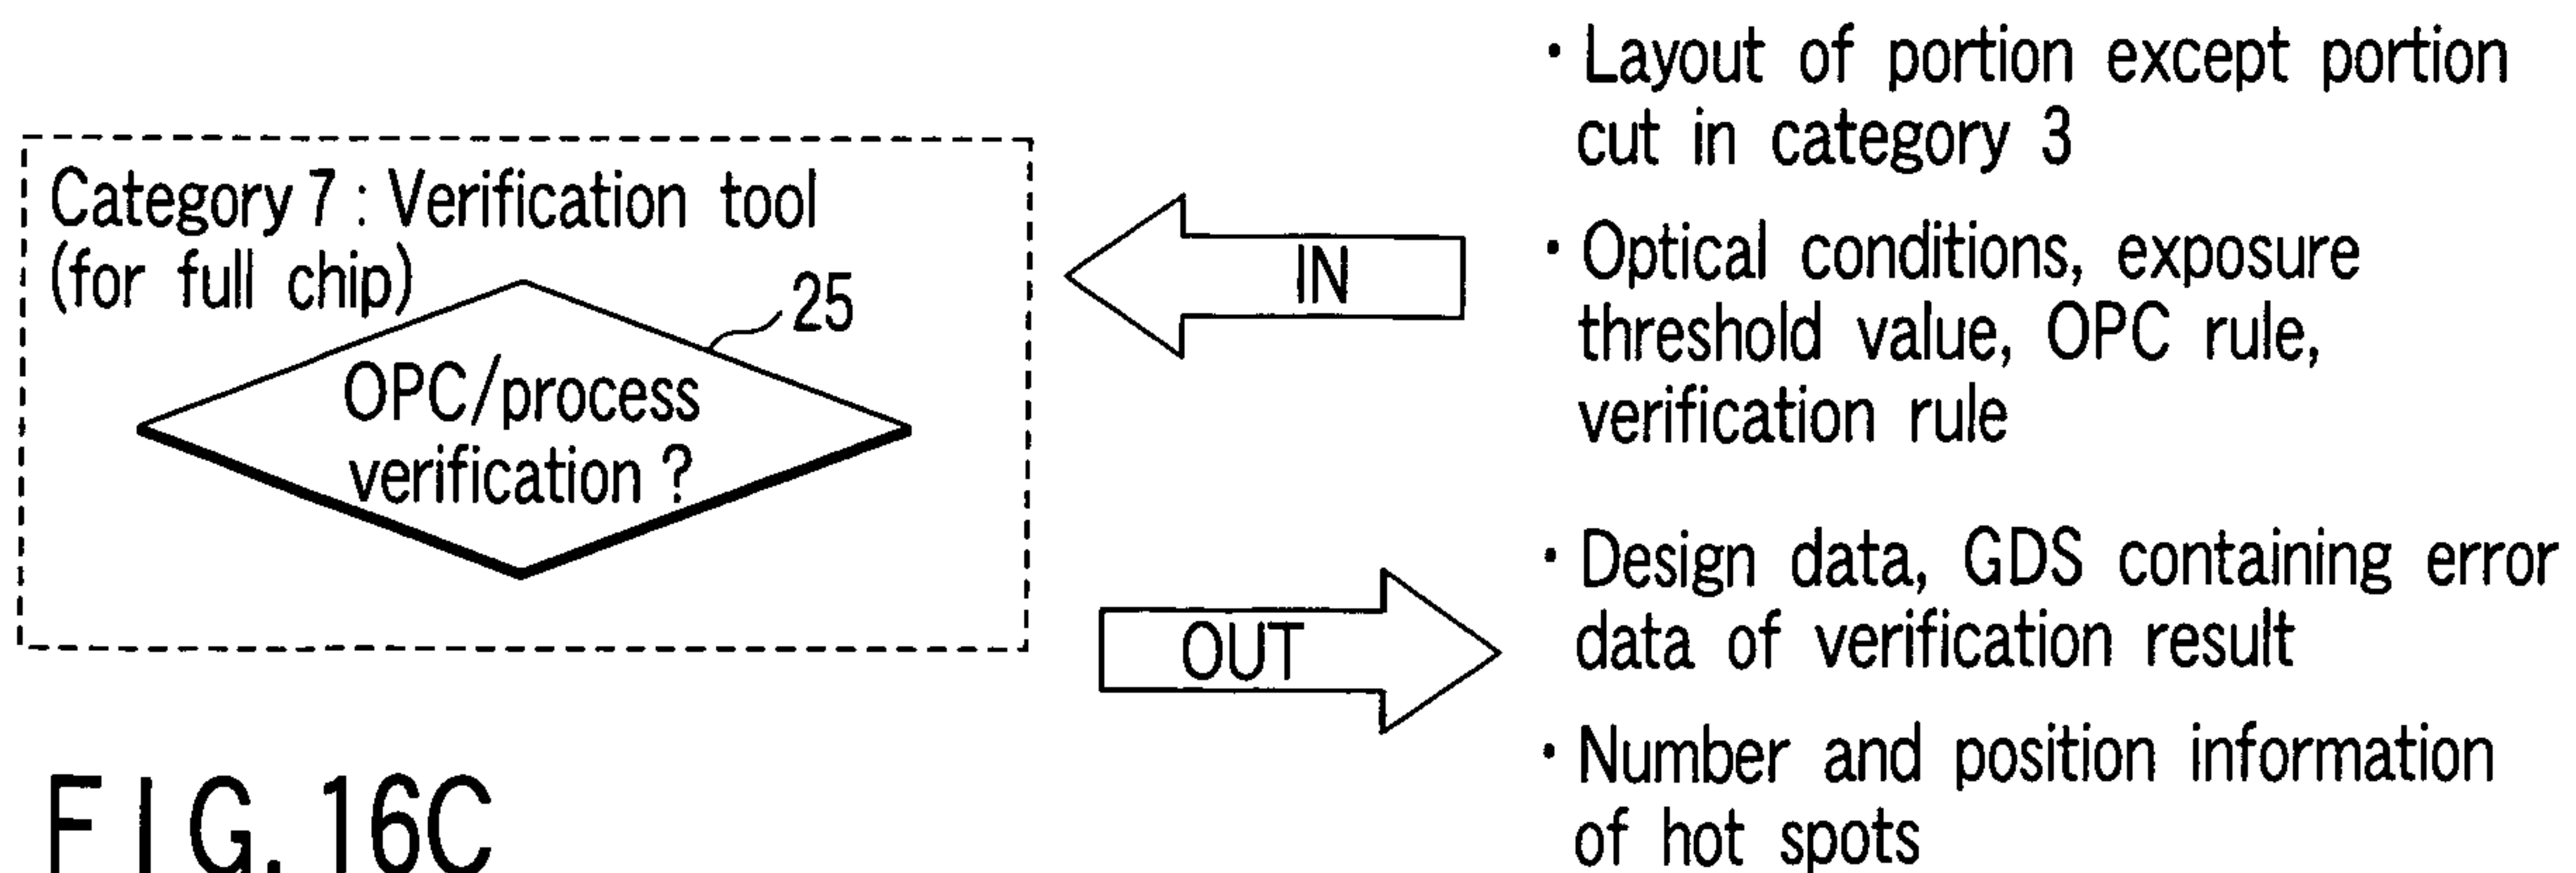 Category 7 : Verification tool
(for full chip)
25
OPC/process
verification ?
IN
OUT
· Layout of portion except portion
cut in category 3
· Optical conditions, exposure
threshold value, OPC rule,
verification rule
· Design data, GDS containing error
data of verification result
· Number and position information
of hot spots
FIG. 16C